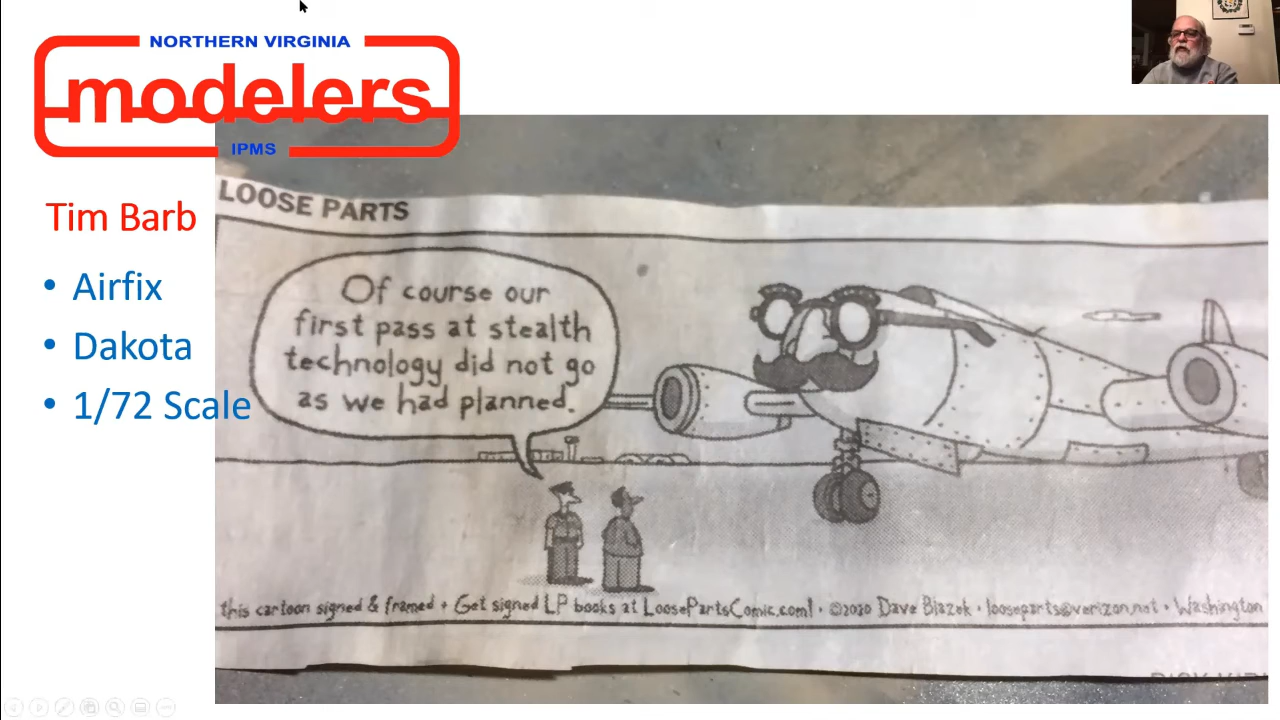 NORTHERN VIRGINIA
modelers
IPMS
Tim Barb
• Airfix
• Dakota
• 1/72 Scale
LOOSE PARTS
Of course our
first pass at stealth
technology did not go
as we had planned.
this cartoon signed & framed + Get signed LP books at LoosePartsComic.com! • ©2020 Dave Blazek • looseparts@verizon.net • Washington